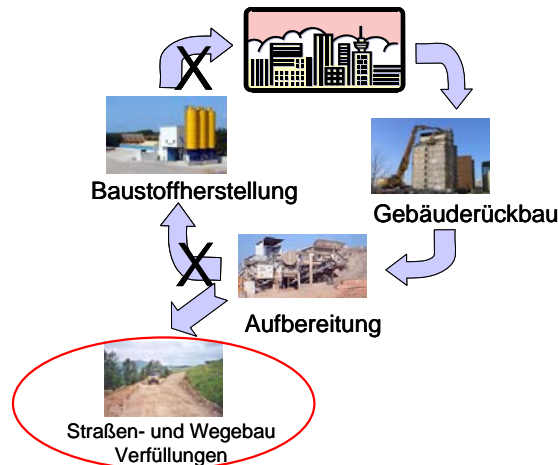 X
Baustoffherstellung
Gebäuderückbau
X
Aufbereitung
Straßen- und Wegebau
Verfüllungen